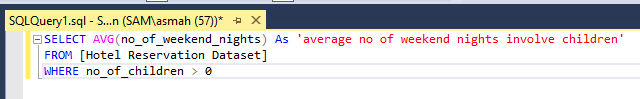 SQLQuery1.sql - S...n (SAM\asmah (57))*
SELECT AVG(no_of_weekend_nights) As 'average no of weekend nights involve children'
FROM [Hotel Reservation Dataset]
WHERE no_of_children > 0